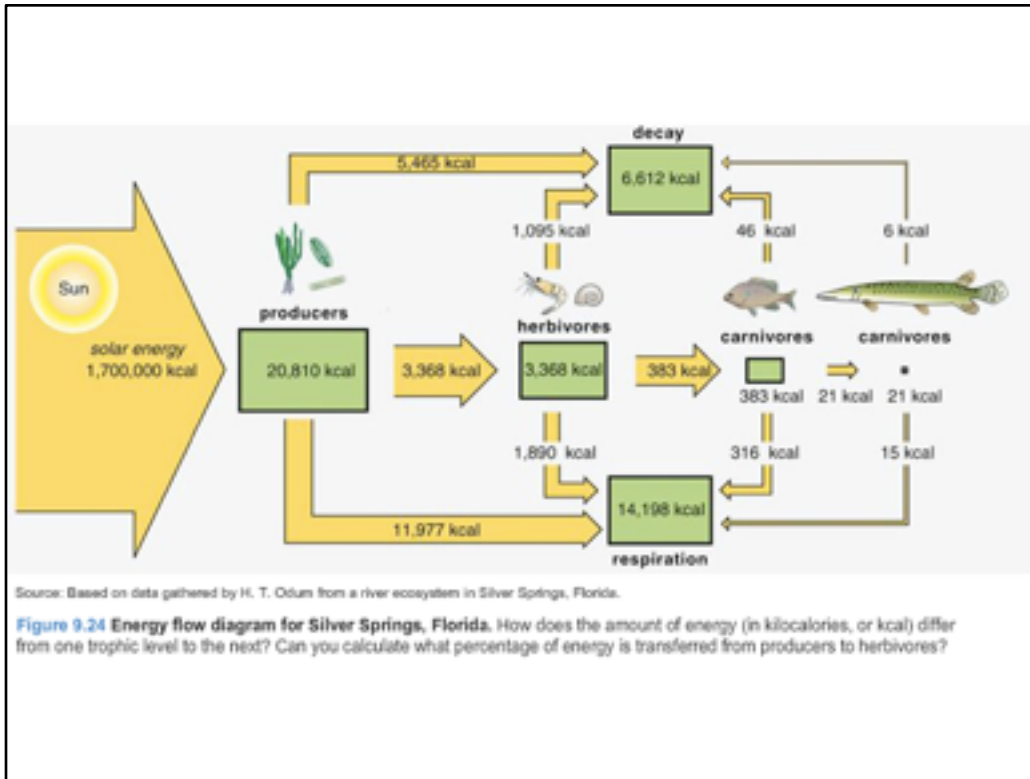 decay
5,465 kcal
6,612 kcal
1,095 kcal
46 kcal
6 kcal
Sun
producers
herbivores
carnivores
carnivores
solar energy
1,700,000 kcal
20,810 kcal
3,368 kcal
3,368 kcal
383 kcal
383 kcal
21 kcal
21 kcal
1,890 kcal
316 kcal
15 kcal
14,198 kcal
11,977 kcal
respiration
Source: Based on data gathered by H. T. Odum from a river ecosystem in Silver Springs, Florida.
Figure 9.24 Energy flow diagram for Silver Springs, Florida. How does the amount of energy (in kilocalories, or kcal) differ
from one trophic level to the next? Can you calculate what percentage of energy is transferred from producers to herbivores?